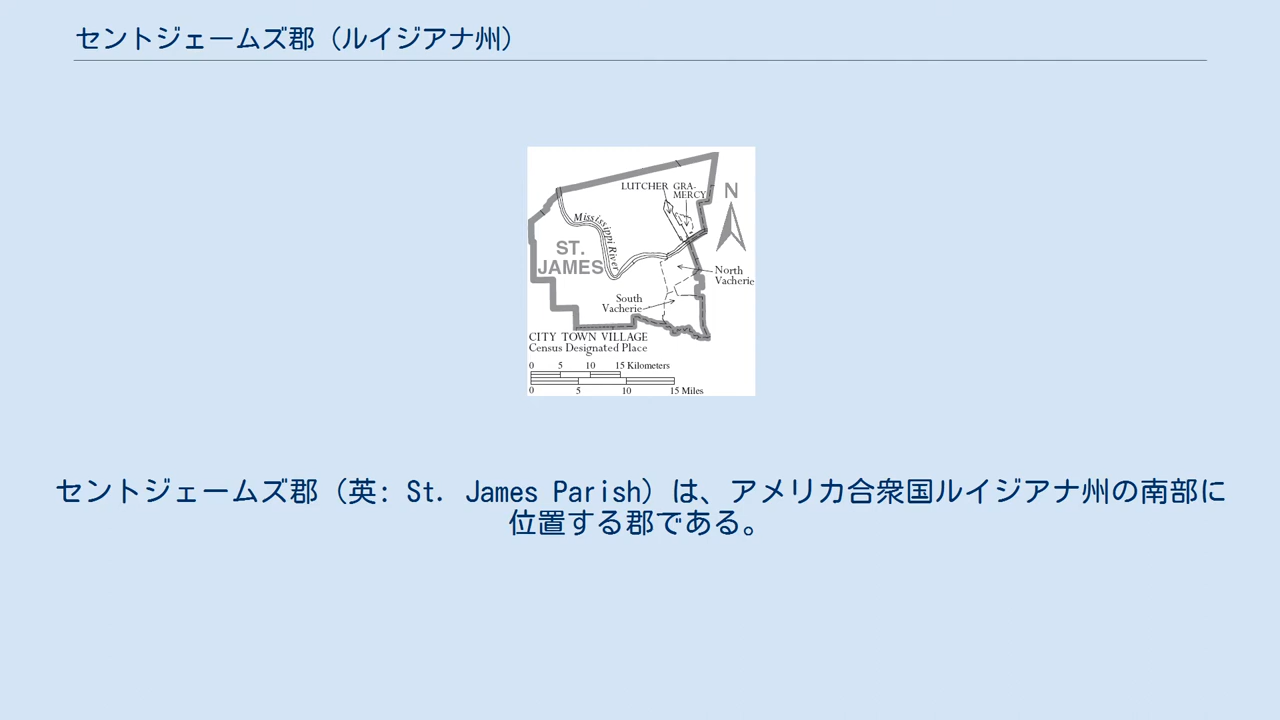 セントジェームズ郡（ルイジアナ州）
LUTCHER GRA-
MERCY
N
Mississippi River
ST.
JAMES
North
Vacherie
South
Vacherie
CITY TOWN VILLAGE
Census Designated Place
0 5 10 15 Kilometers
0 5 10 15 Miles
セントジェームズ郡（英: St. James Parish）は、アメリカ合衆国ルイジアナ州の南部に
位置する郡である。